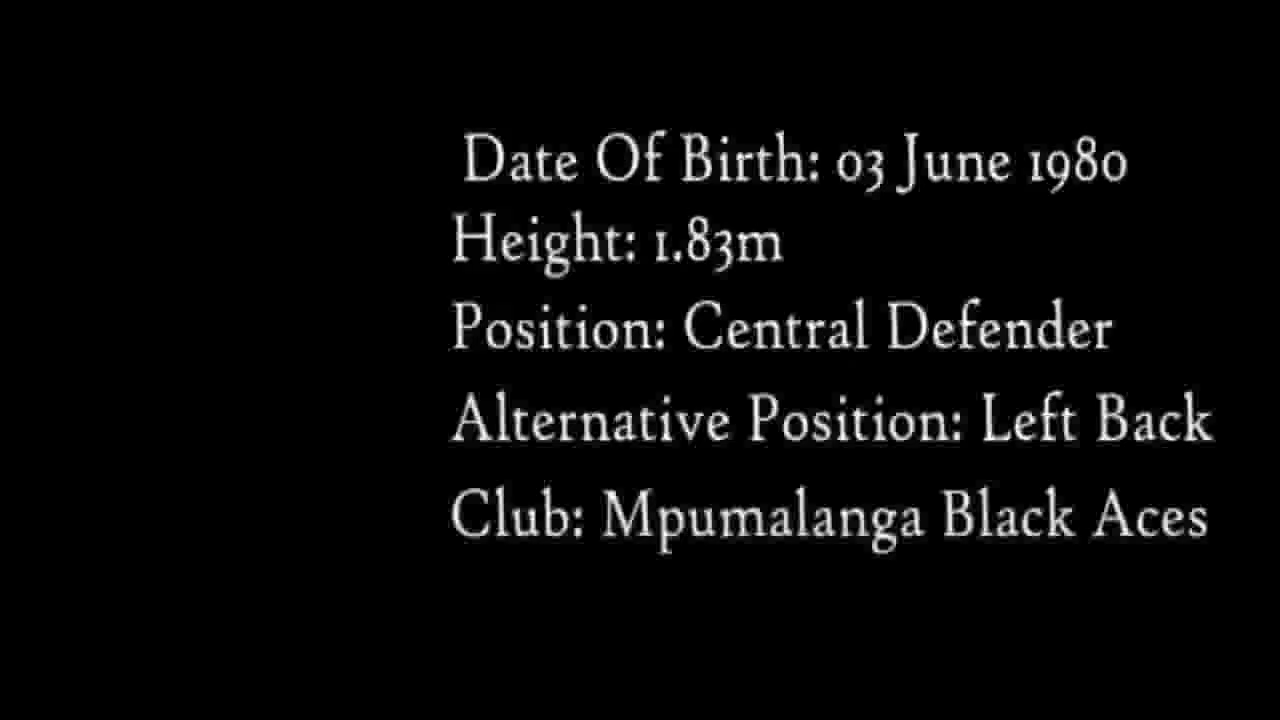 Date Of Birth: 03 June 1980
Height: 1.83m
Position: Central Defender
Alternative Position: Left Back
Club: Mpumalanga Black Aces